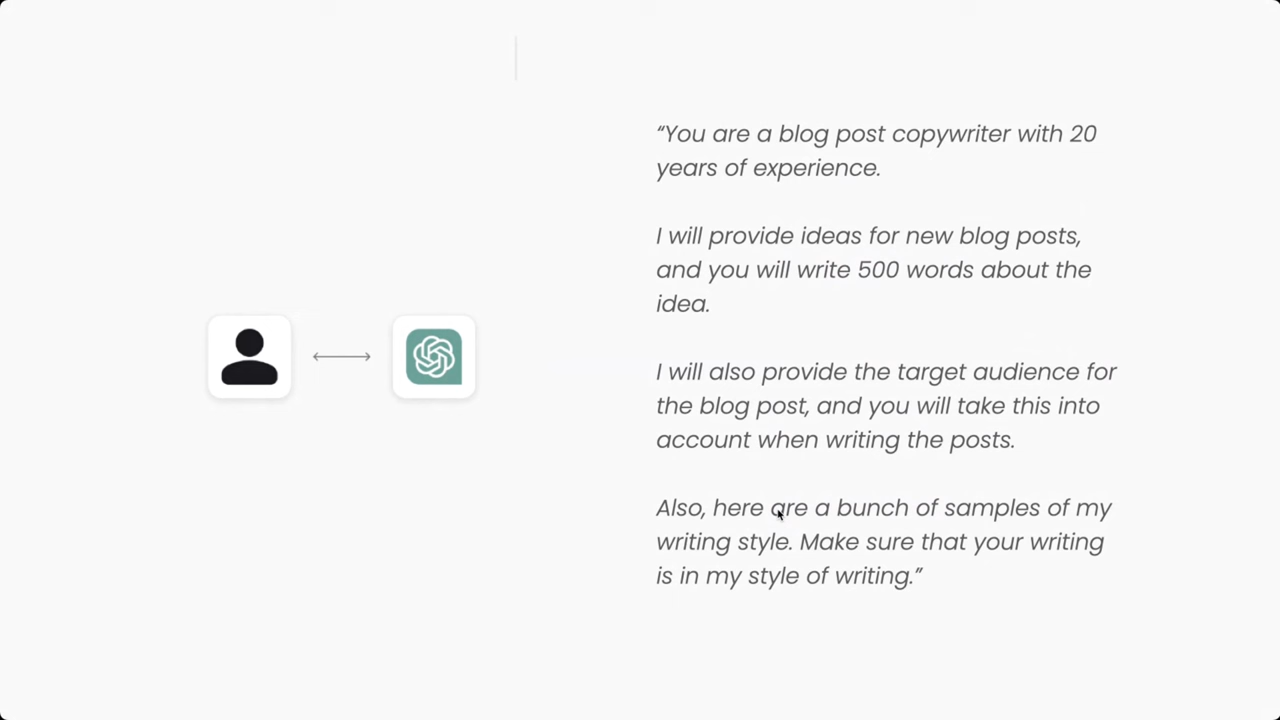 “You are a blog post copywriter with 20
years of experience.
I will provide ideas for new blog posts,
and you will write 500 words about the
idea.
I will also provide the target audience for
the blog post, and you will take this into
account when writing the posts.
Also, here are a bunch of samples of my
writing style. Make sure that your writing
is in my style of writing.”